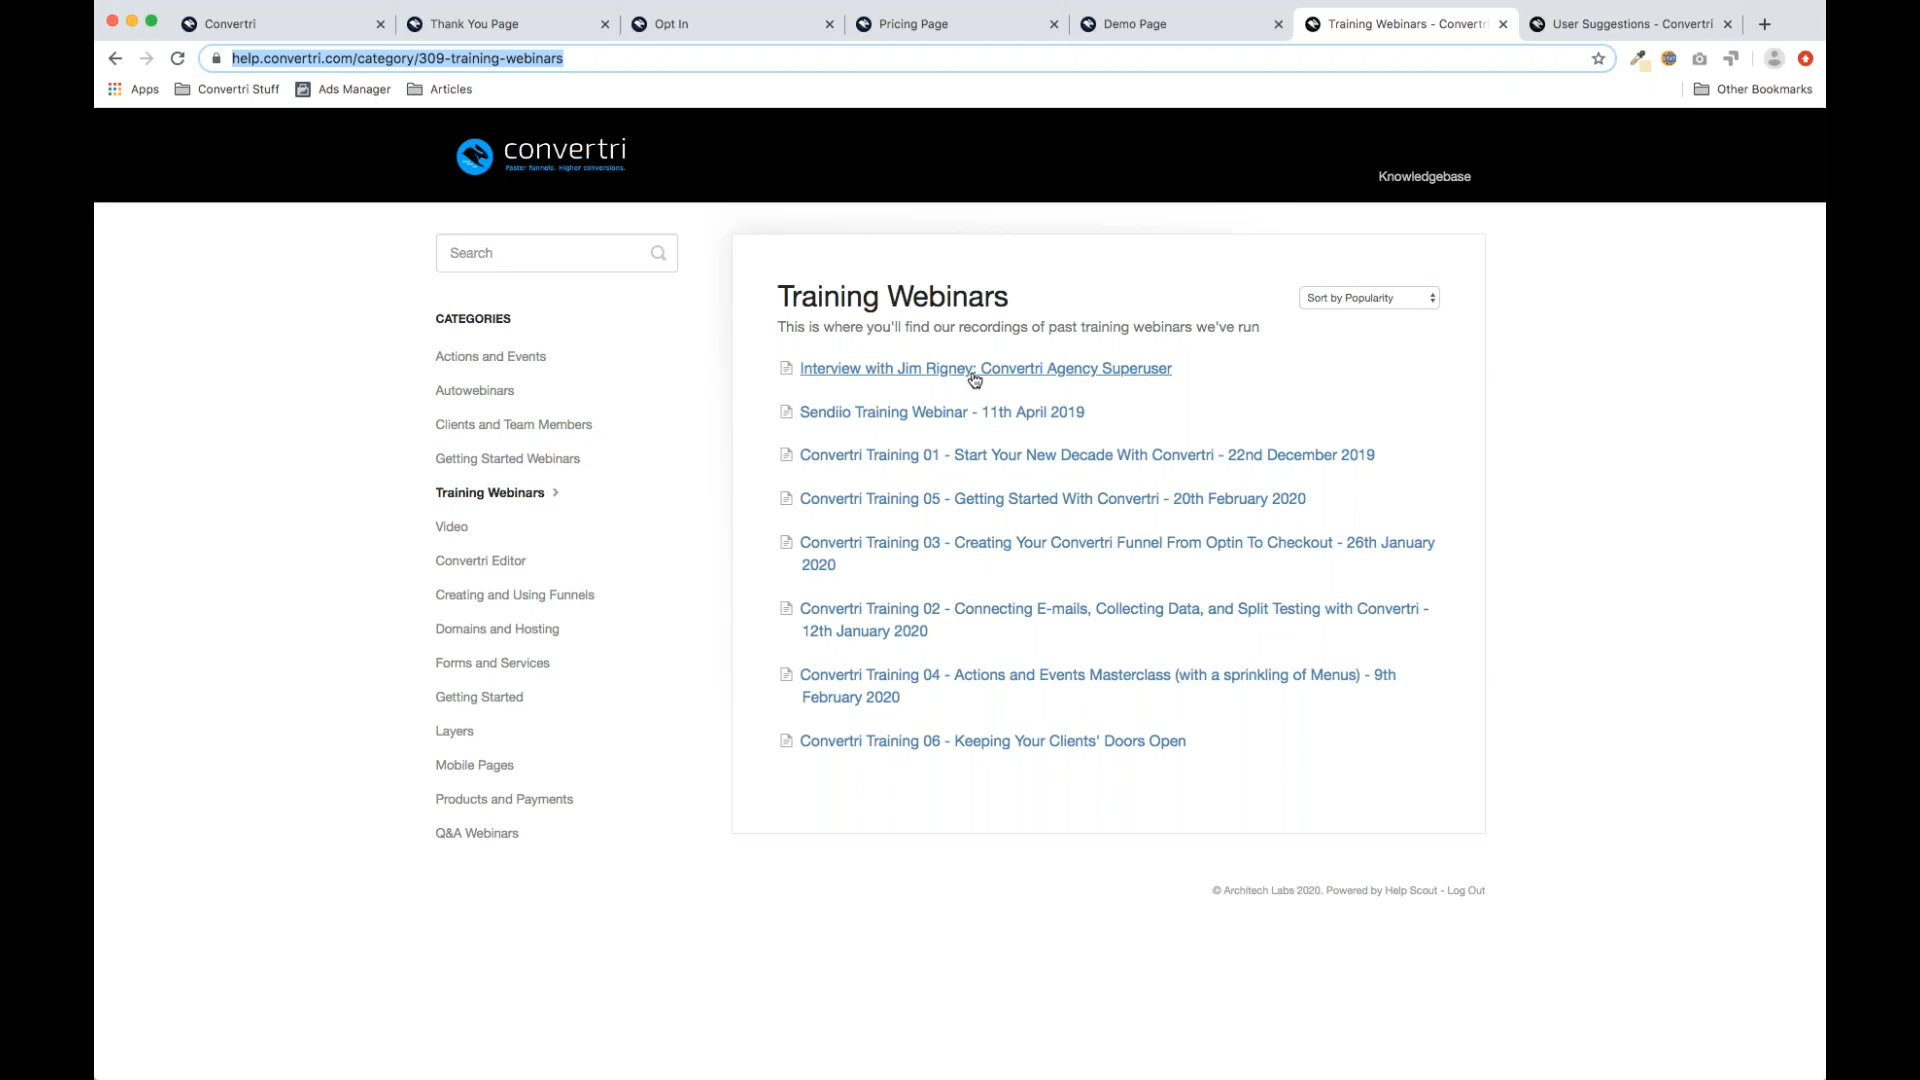 Convertri
Thank You Page
Opt In
Pricing Page
Demo Page
Training Webinars - Convertri
User Suggestions - Convertri
help.convertri.com/category/309-training-webinars
Apps
Convertri Stuff
Ads Manager
Articles
Other Bookmarks
convertri
Faster funnels. Higher conversions.
Knowledgebase
Search
CATEGORIES
Actions and Events
Autowebinars
Clients and Team Members
Getting Started Webinars
Training Webinars
Video
Convertri Editor
Creating and Using Funnels
Domains and Hosting
Forms and Services
Getting Started
Layers
Mobile Pages
Products and Payments
Q&A Webinars
Training Webinars
Sort by Popularity
This is where you'll find our recordings of past training webinars we've run
Interview with Jim Rigney: Convertri Agency Superuser
Sendiio Training Webinar - 11th April 2019
Convertri Training 01 - Start Your New Decade With Convertri - 22nd December 2019
Convertri Training 05 - Getting Started With Convertri - 20th February 2020
Convertri Training 03 - Creating Your Convertri Funnel From Optin To Checkout - 26th January
2020
Convertri Training 02 - Connecting E-mails, Collecting Data, and Split Testing with Convertri -
12th January 2020
Convertri Training 04 - Actions and Events Masterclass (with a sprinkling of Menus) - 9th
February 2020
Convertri Training 06 - Keeping Your Clients' Doors Open
© Architech Labs 2020. Powered by Help Scout - Log Out